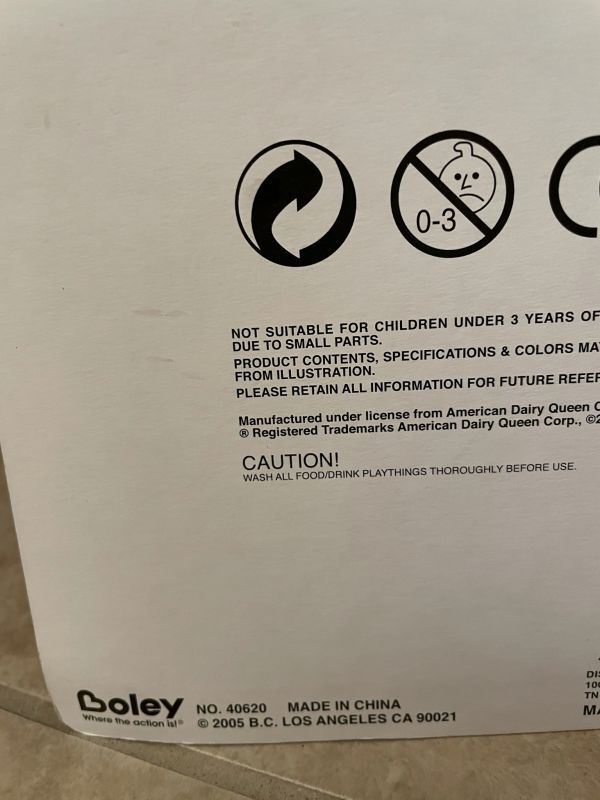 0-3
NOT SUITABLE FOR CHILDREN UNDER 3 YEARS OF
DUE TO SMALL PARTS.
PRODUCT CONTENTS, SPECIFICATIONS & COLORS
FROM ILLUSTRATION.
PLEASE RETAIN ALL INFORMATION FOR FUTURE
Manufactured under license from American Dairy Queen
® Registered Trademarks American Dairy Queen Corp., ©
CAUTION!
WASH ALL FOOD/DRINK PLAYTHINGS THOROUGHLY BEFORE USE.
Boley
Where the action is!®
NO. 40620 MADE IN CHINA
© 2005 B.C. LOS ANGELES CA 90021
TN